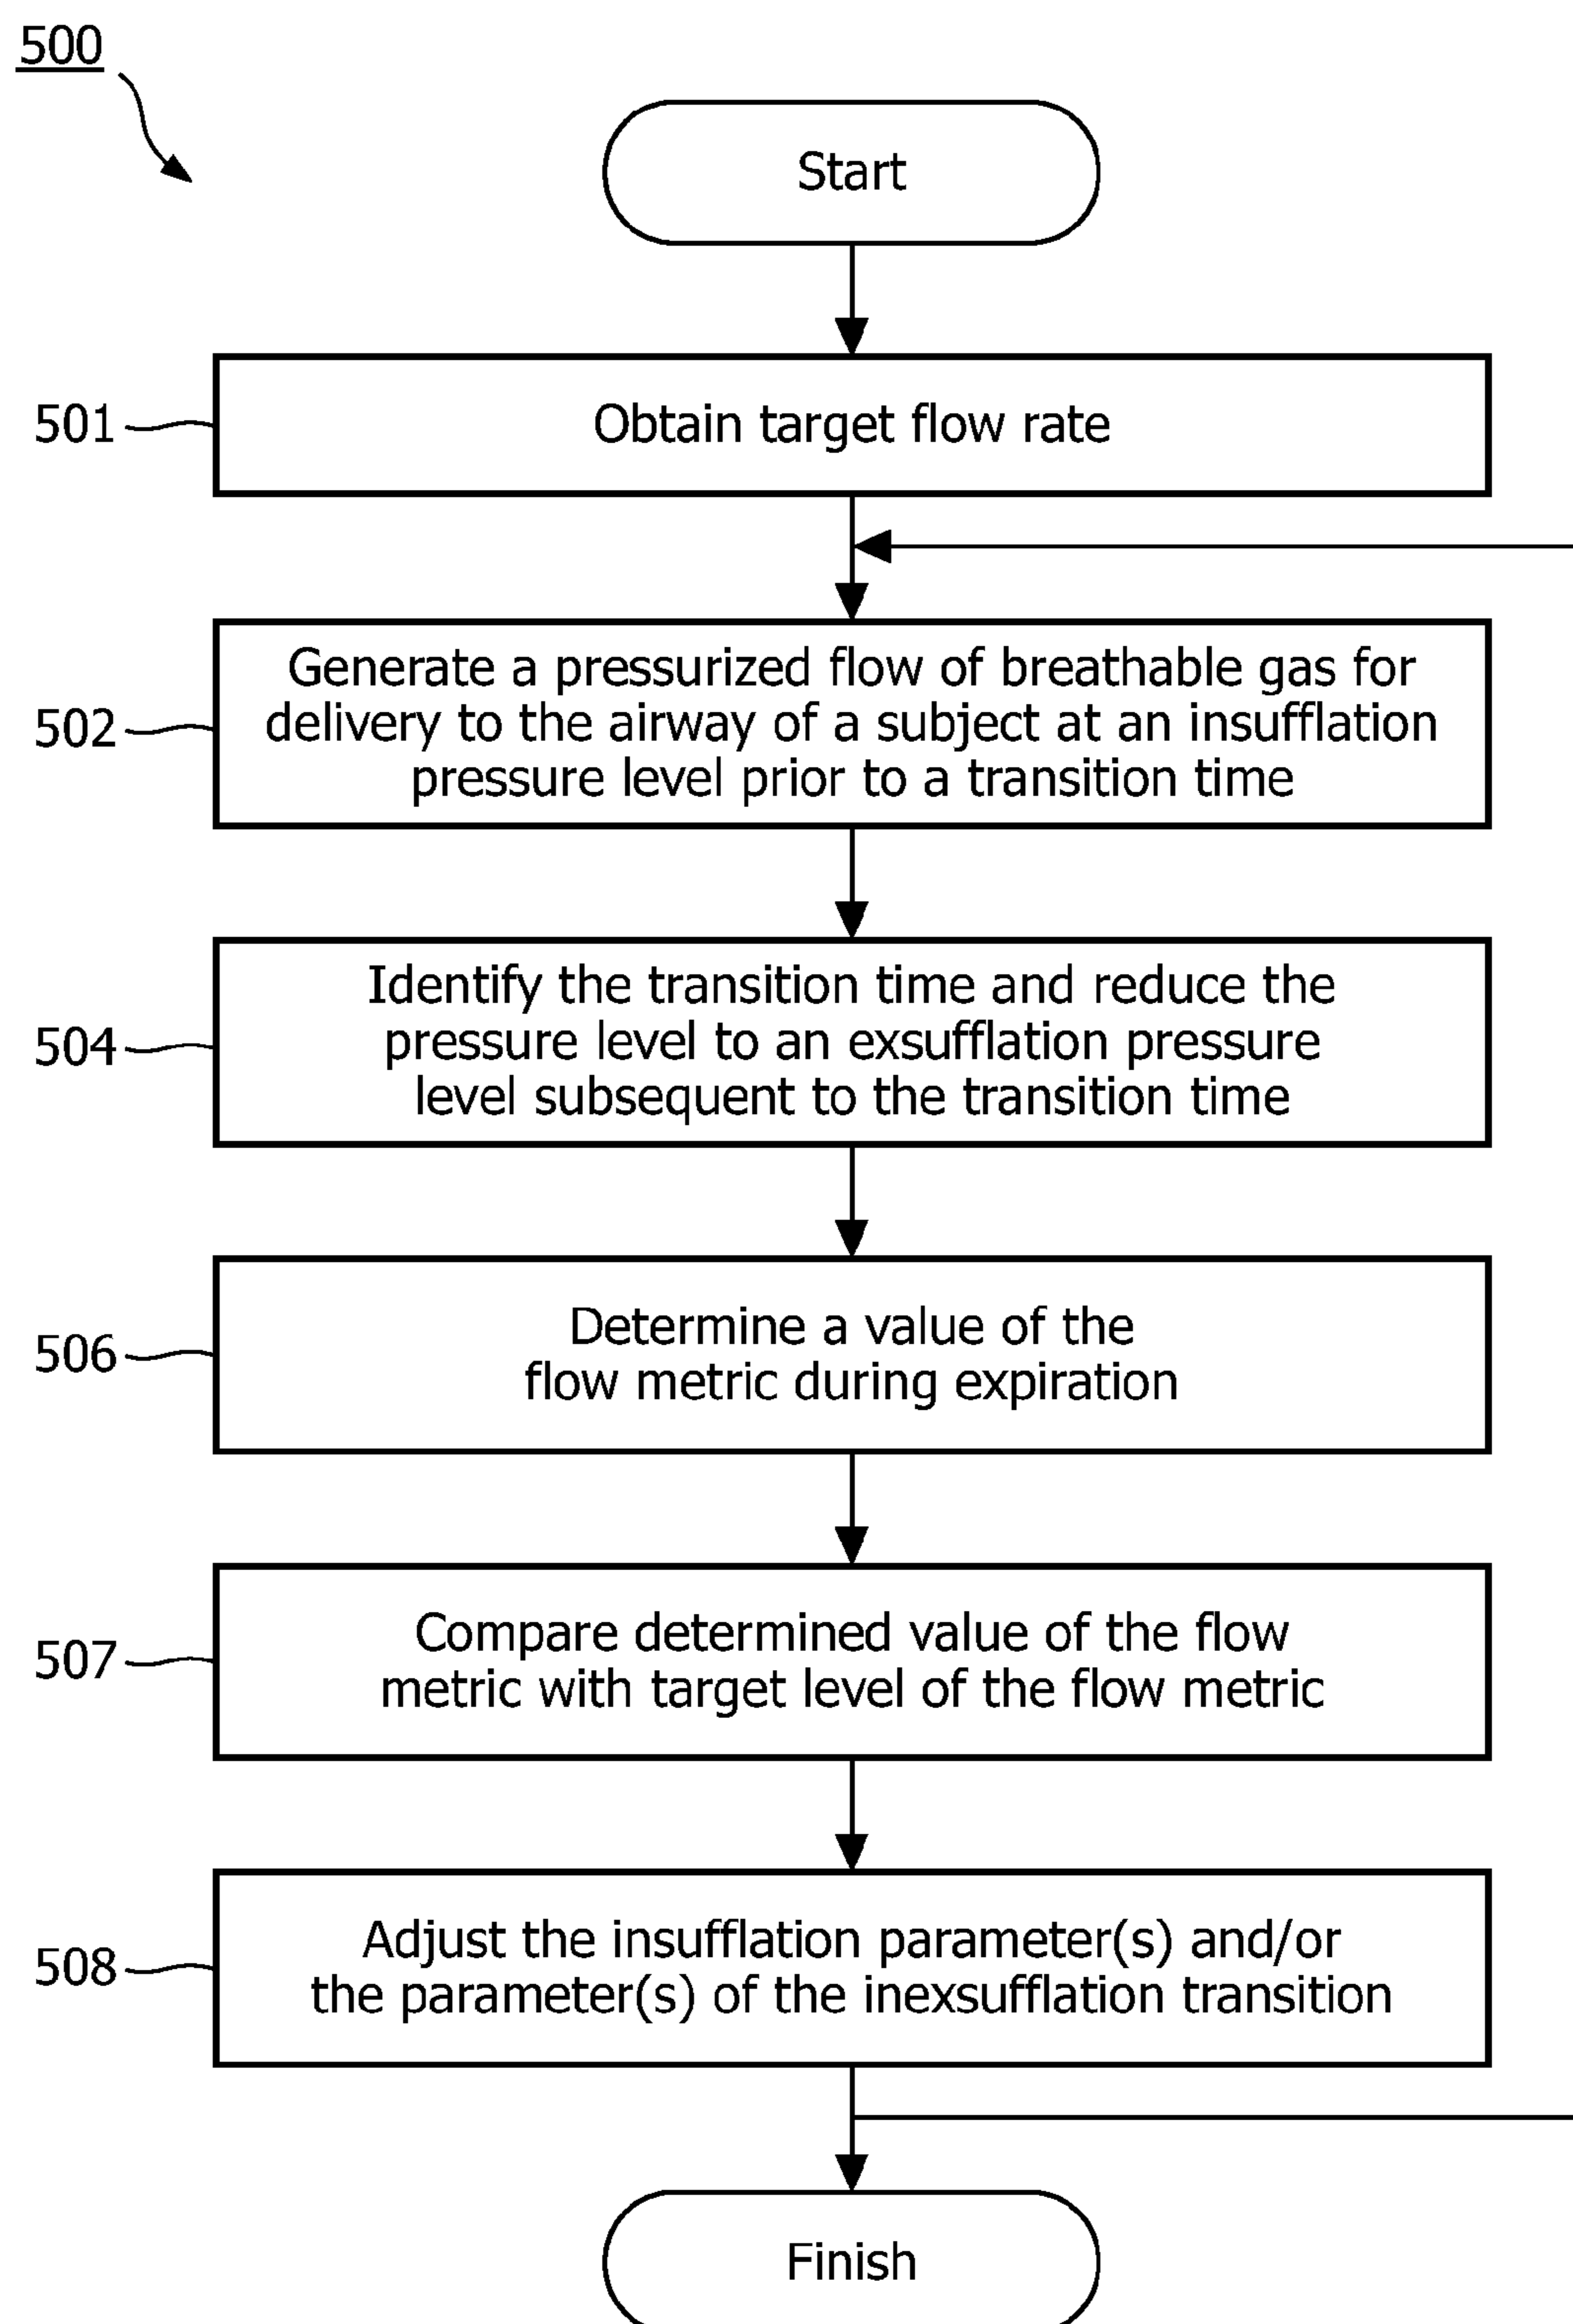 500
Start
501
Obtain target flow rate
502
Generate a pressurized flow of breathable gas for
delivery to the airway of a subject at an insufflation
pressure level prior to a transition time
504
Identify the transition time and reduce the
pressure level to an exsufflation pressure
level subsequent to the transition time
506
Determine a value of the
flow metric during expiration
507
Compare determined value of the flow
metric with target level of the flow metric
508
Adjust the insufflation parameter(s) and/or
the parameter(s) of the inexsufflation transition
Finish